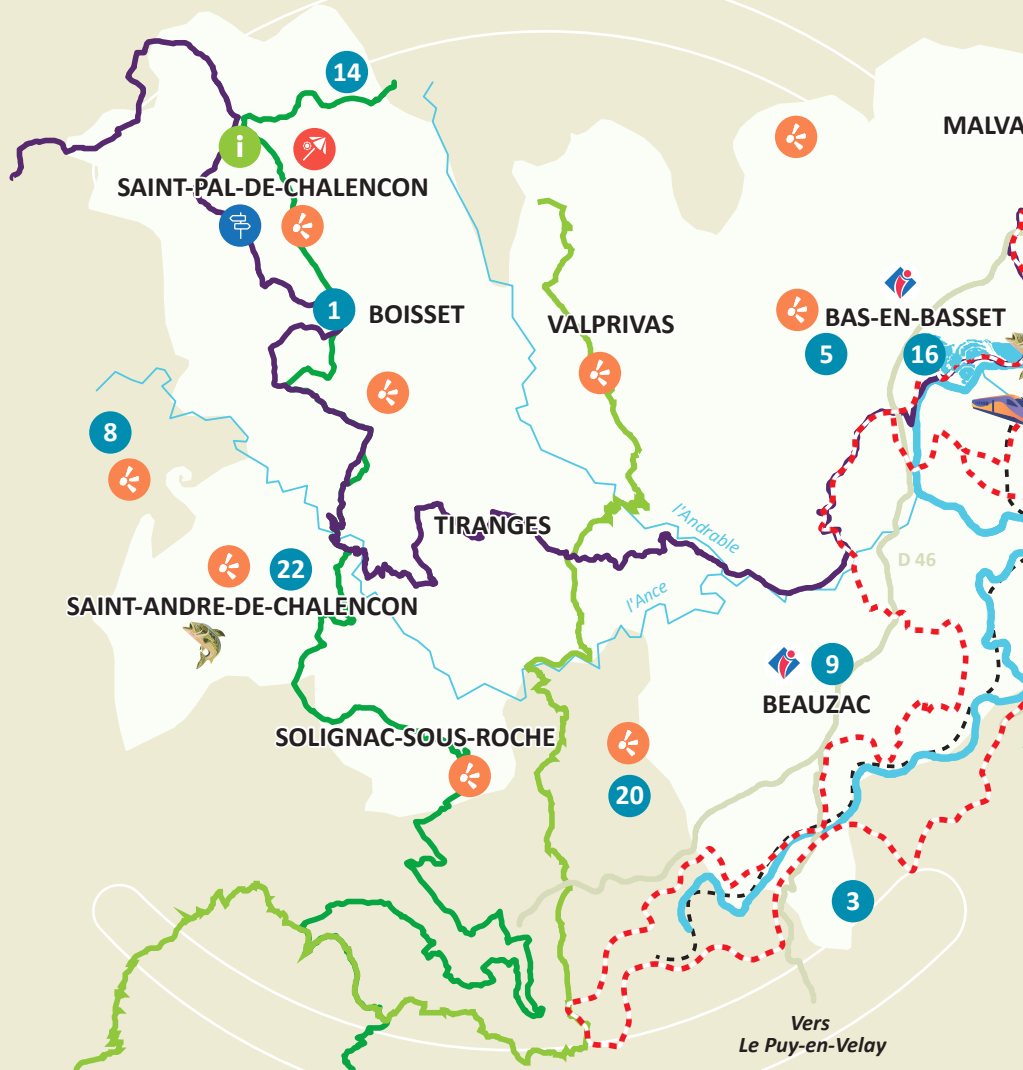 14
MALVA
i
SAINT-PAL-DE-CHALENCON
1
BOISSET
VALPRIVAS
BAS-EN-BASSET
5
16
8
TIRANGES
l'Andrable
D 46
22
l'Ance
SAINT-ANDRE-DE-CHALENCON
9
BEAUZAC
SOLIGNAC-SOUS-ROCHE
20
3
Vers
Le Puy-en-Velay